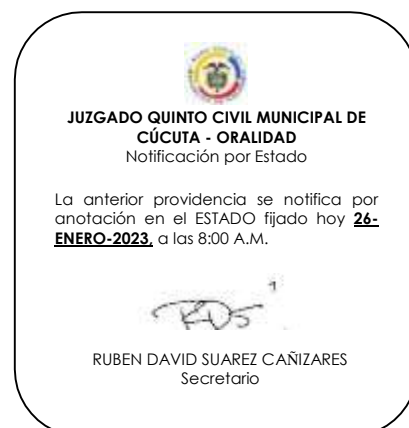 JUZGADO QUINTO CIVIL MUNICIPAL DE
CÚCUTA - ORALIDAD
Notificación por Estado
La anterior providencia se notifica por
anotación en el ESTADO fijado hoy 26-
ENERO-2023, a las 8:00 A.M.
RUBEN DAVID SUAREZ CAÑIZARES
Secretario